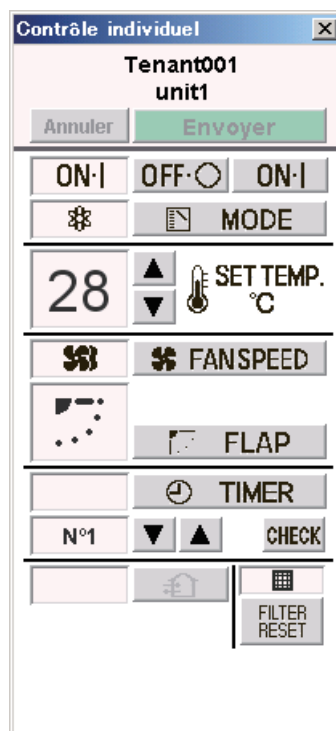 Contrôle individuel
Tenant001
unit1
Annuler Envoyer
ON·| OFF·○ ON·|
MODE
28 SET TEMP.
°C
FANSPEED
FLAP
TIMER
N°1 CHECK
FILTER
RESET